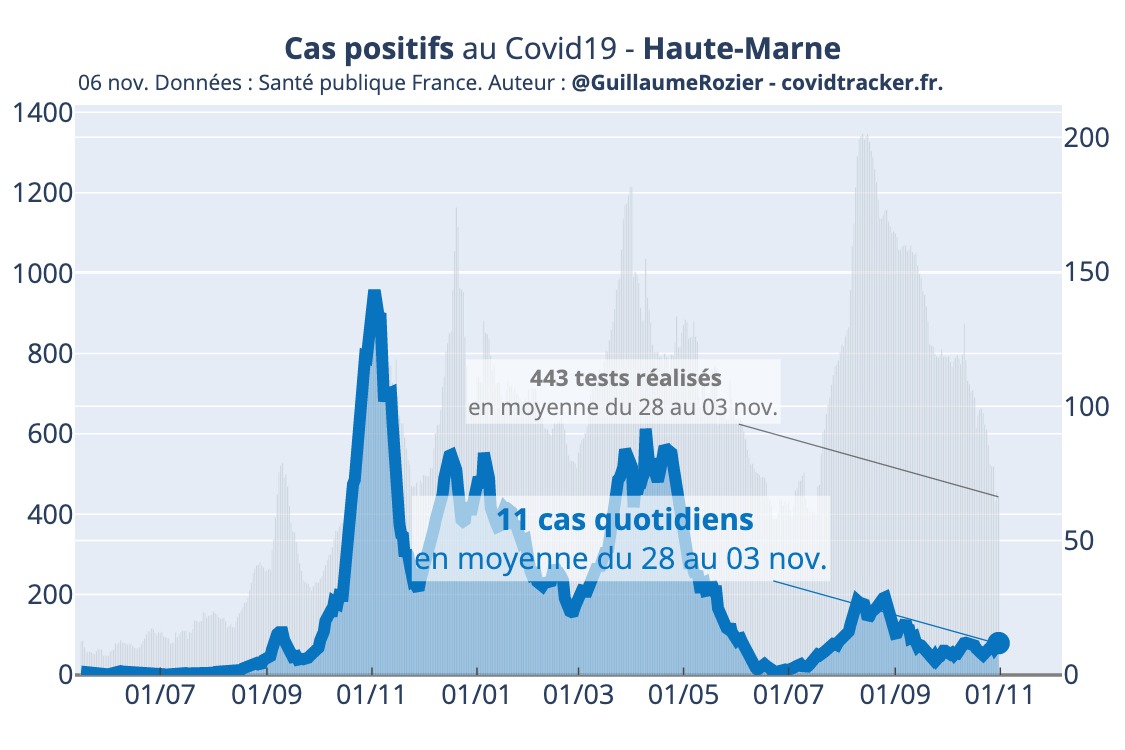 Cas positifs au Covid19 - Haute-Marne
06 nov. Données : Santé publique France. Auteur : @GuillaumeRozier - covidtracker.fr.
1400
1200
1000
800
600
400
200
0
200
150
100
50
0
443 tests réalisés
en moyenne du 28 au 03 nov.
11 cas quotidiens
en moyenne du 28 au 03 nov.
01/07 01/09 01/11 01/01 01/03 01/05 01/07 01/09 01/11